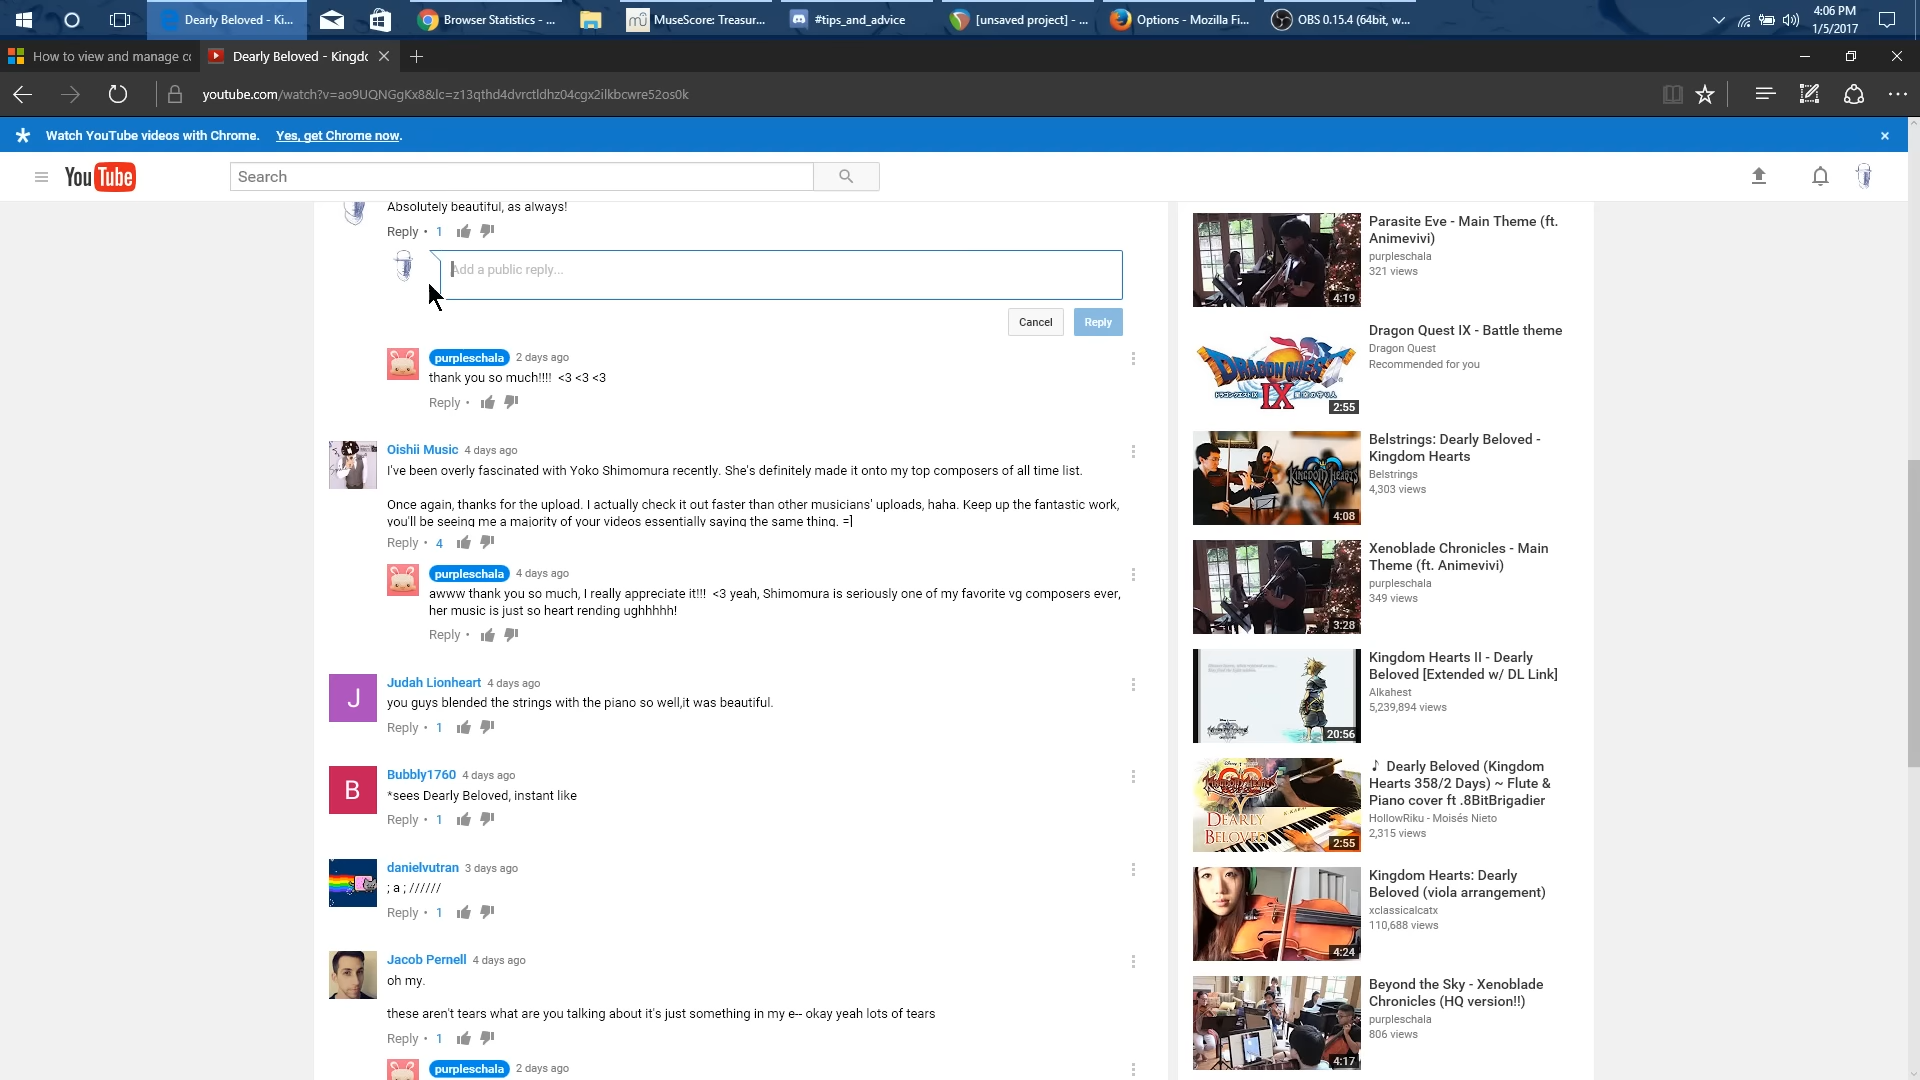 Dearly Beloved - Ki...
Browser Statistics - ...
MuseScore: Treasur...
#tips_and_advice
[unsaved project] - ...
Options - Mozilla Fi...
OBS 0.15.4 (64bit, w...
4:06 PM
1/5/2017
How to view and manage cc
Dearly Beloved - Kingdc
youtube.com/watch?v=ao9UQNGgKx8&lc=z13qthd4dvrctldhz04cgx2ilkbcwre52os0k
Watch YouTube videos with Chrome. Yes, get Chrome now.
YouTube
Search
Absolutely beautiful, as always!
Reply • 1
Add a public reply...
Cancel
Reply
purpleschala 2 days ago
thank you so much!!!! <3 <3 <3
Reply •
Oishii Music 4 days ago
I've been overly fascinated with Yoko Shimomura recently. She's definitely made it onto my top composers of all time list.
Once again, thanks for the upload. I actually check it out faster than other musicians' uploads, haha. Keep up the fantastic work,
you'll be seeing me a majority of your videos essentially saying the same thing. =]
Reply • 4
purpleschala 4 days ago
awww thank you so much, I really appreciate it!!! <3 yeah, Shimomura is seriously one of my favorite vg composers ever,
her music is just so heart rending ughhhhh!
Reply •
J
Judah Lionheart 4 days ago
you guys blended the strings with the piano so well,it was beautiful.
Reply • 1
B
Bubbly1760 4 days ago
*sees Dearly Beloved, instant like
Reply • 1
danielvutran 3 days ago
; a ; //////
Reply • 1
Jacob Pernell 4 days ago
oh my.
these aren't tears what are you talking about it's just something in my e-- okay yeah lots of tears
Reply • 1
purpleschala 2 days ago
4:19
Parasite Eve - Main Theme (ft.
Animevivi)
purpleschala
321 views
DRAGON QUEST
IX
2:55
Dragon Quest IX - Battle theme
Dragon Quest
Recommended for you
KINGDOM HEARTS
4:08
Belstrings: Dearly Beloved -
Kingdom Hearts
Belstrings
4,303 views
3:28
Xenoblade Chronicles - Main
Theme (ft. Animevivi)
purpleschala
349 views
20:56
Kingdom Hearts II - Dearly
Beloved [Extended w/ DL Link]
Alkahest
5,239,894 views
DEARLY
BELOVED
2:55
♪ Dearly Beloved (Kingdom
Hearts 358/2 Days) ~ Flute &
Piano cover ft .8BitBrigadier
HollowRiku - Moisés Nieto
2,315 views
4:24
Kingdom Hearts: Dearly
Beloved (viola arrangement)
xclassicalcatx
110,688 views
4:17
Beyond the Sky - Xenoblade
Chronicles (HQ version!!)
purpleschala
806 views